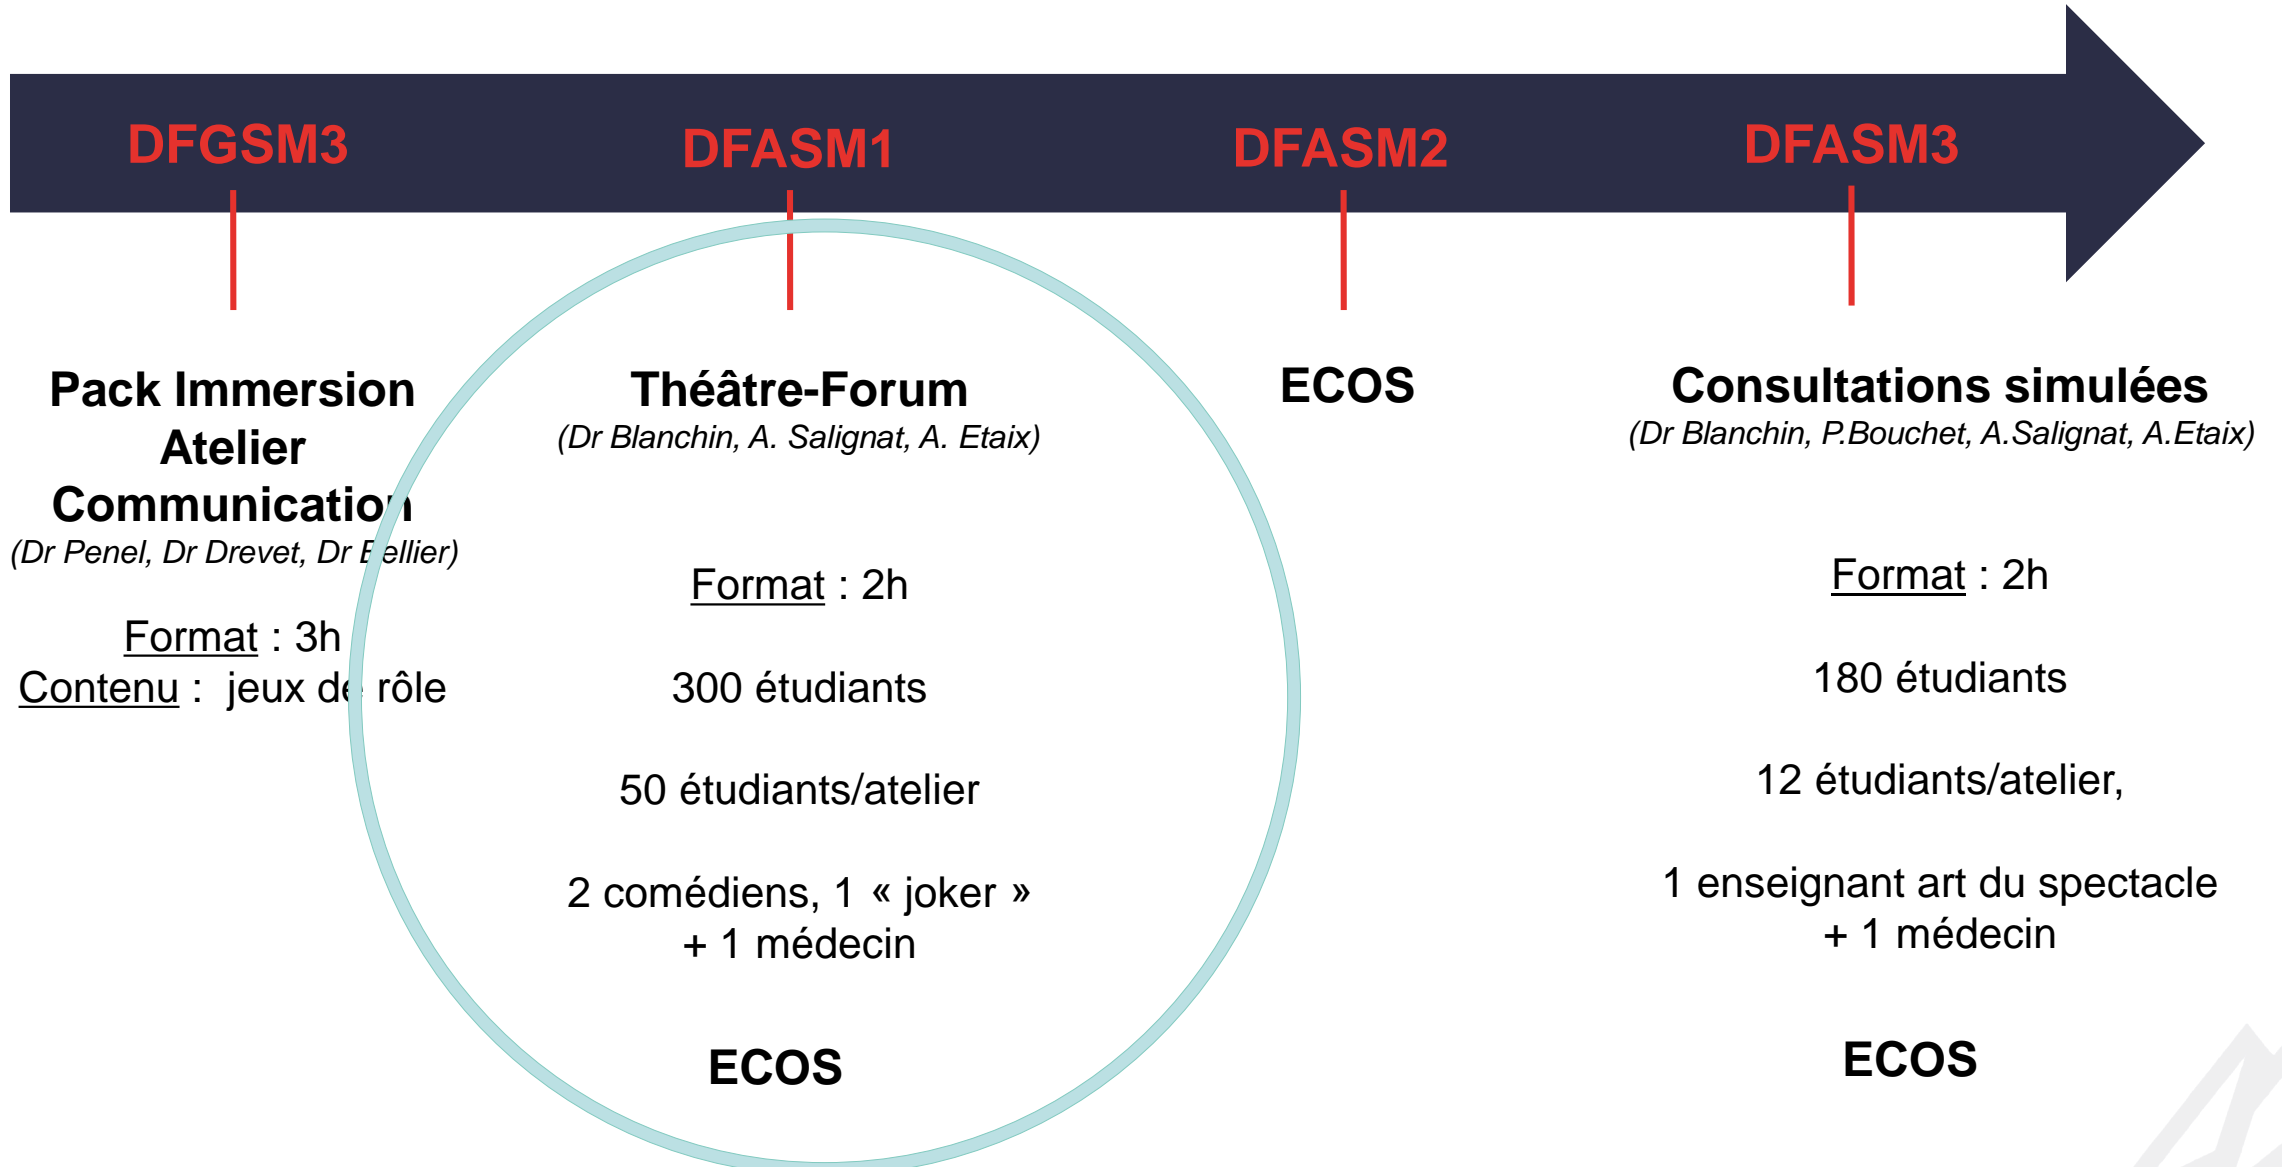 DFGSM3
DFASM1
DFASM2
DFASM3
Pack Immersion
Atelier
Communication
(Dr Penel, Dr Drevet, Dr Bellier)
Format : 3h
Contenu :  jeux de rôle
Théâtre-Forum
(Dr Blanchin, A. Salignat, A. Etaix)
Format : 2h
300 étudiants
50 étudiants/atelier
2 comédiens, 1 « joker »
+ 1 médecin
ECOS
ECOS
Consultations simulées
(Dr Blanchin, P.Bouchet, A.Salignat, A.Etaix)
Format : 2h
180 étudiants
12 étudiants/atelier,
1 enseignant art du spectacle
+ 1 médecin
ECOS